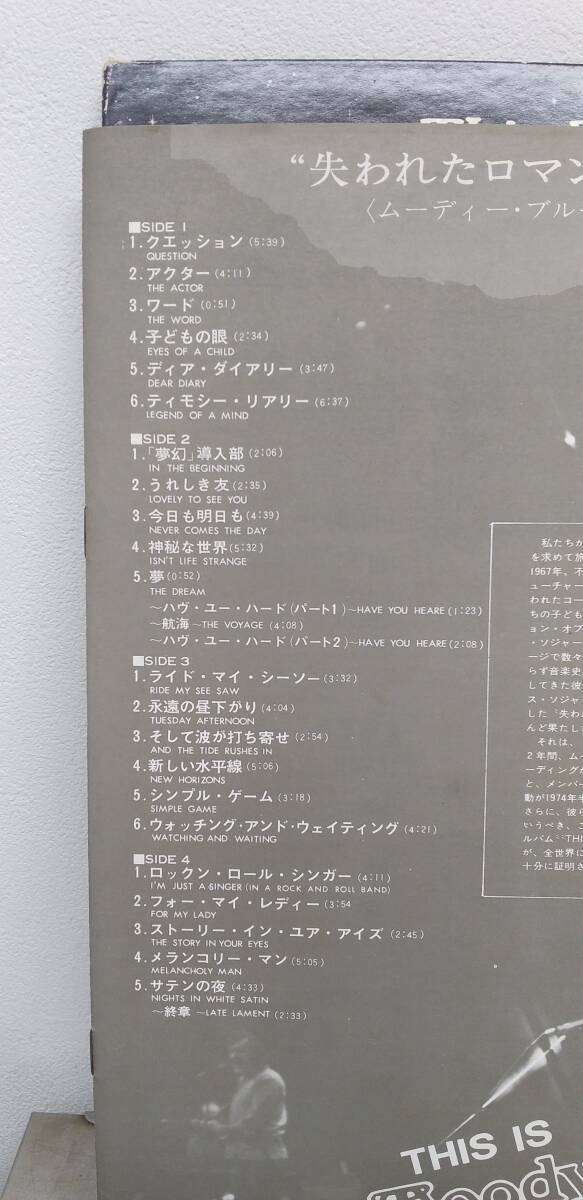 “失われたロマン
〈ムーディー・ブル
■SIDE 1
1.クエッション(5:39)
QUESTION
2.アクター(4:11)
THE ACTOR
3.ワード(0:51)
THE WORD
4.子どもの眼(2:34)
EYES OF A CHILD
5.ディア・ダイアリー(3:47)
DEAR DIARY
6.ティモシー・リアリー(6:37)
LEGEND OF A MIND
■SIDE 2
1.「夢幻」導入部(2:06)
IN THE BEGINNING
2.うれしき友(2:35)
LOVELY TO SEE YOU
3.今日も明日も(4:39)
NEVER COMES THE DAY
4.神秘な世界(5:32)
ISN'T LIFE STRANGE
5.夢(0:52)
THE DREAM
～ハヴ・ユー・ハード(パート1)～HAVE YOU HEARE(1:23)
～航海～THE VOYAGE(4:08)
～ハヴ・ユー・ハード(パート2)～HAVE YOU HEARE(2:08)
■SIDE 3
1.ライド・マイ・シーソー(3:32)
RIDE MY SEE SAW
2.永遠の昼下がり(4:04)
TUESDAY AFTERNOON
3.そして波が打ち寄せ(2:54)
AND THE TIDE RUSHES IN
4.新しい水平線(5:06)
NEW HORIZONS
5.シンプル・ゲーム(3:18)
SIMPLE GAME
6.ウォッチング・アンド・ウェイティング(4:21)
WATCHING AND WAITING
■SIDE 4
1.ロックン・ロール・シンガー(4:11)
I'M JUST A SINGER(IN A ROCK AND ROLL BAND)
2.フォー・マイ・レディー(3:54
FOR MY LADY
3.ストーリー・イン・ユア・アイズ(2:45)
THE STORY IN YOUR EYES
4.メランコリー・マン(5:05)
MELANCHOLY MAN
5.サテンの夜(4:33)
NIGHTS IN WHITE SATIN
～終章～LATE LAMENT(2:33)
私たちが
を求めて旅
1967年。不
ューチャー
われたコー
ちの子ども
ョン・オブ
・ソジャー
ージで数々
らず音楽史
してきた彼
ス・ソジャ
した「失わ
んど果たし
それは、
2年間、ムー
ーディングが
と、メンバー
動が1974年半
さらに、彼ら
いうべき、こ
ルバム"THI
が、全世界に
十分に証明さ
THIS IS
Moody